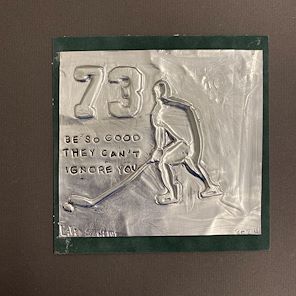 73
BE SO GOOD
THEY CAN'T
IGNORE YOU